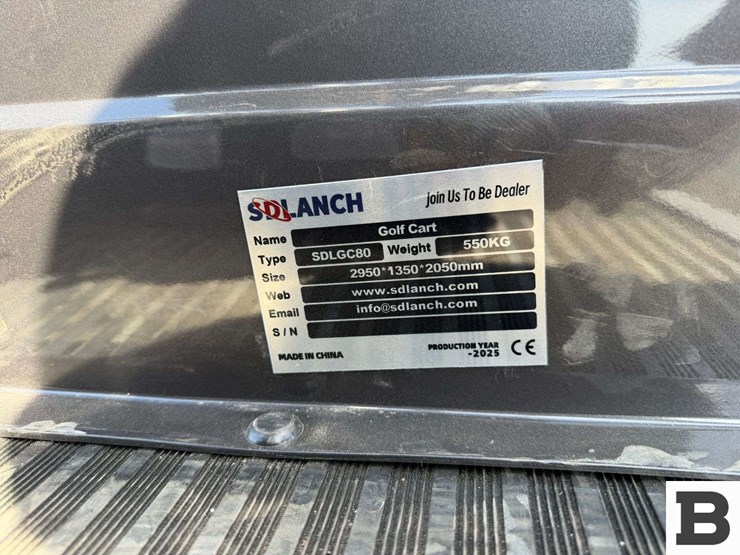 SDLANCH join Us To Be Dealer
Name Golf Cart
Type SDLGC80 Weight 550KG
Size 2950*1350*2050mm
Web www.sdlanch.com
Email info@sdlanch.com
S / N
MADE IN CHINA PRODUCTION YEAR
-2025 CE
B